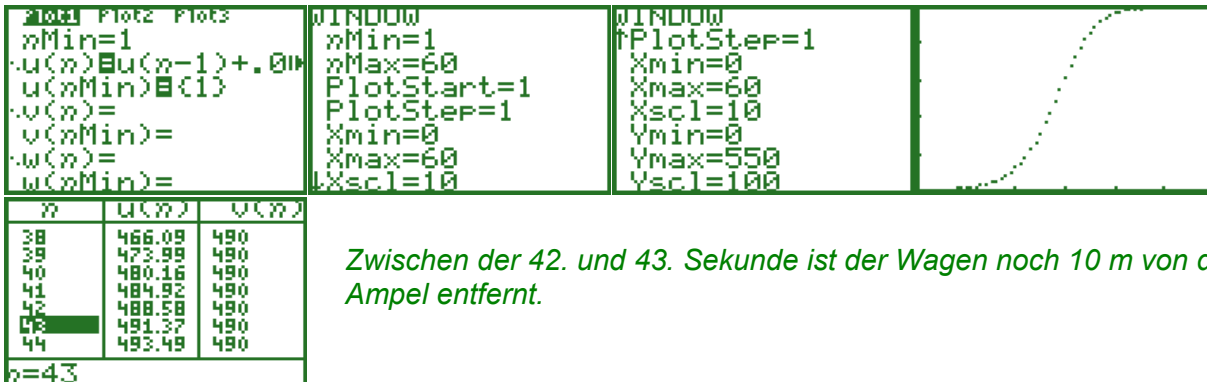 Plot1 Plot2 Plot3
nMin=1
u(n)=u(n-1)+.0
u(nMin)={1}
v(n)=
v(nMin)=
w(n)=
w(nMin)=
WINDOW
nMin=1
nMax=60
PlotStart=1
PlotStep=1
Xmin=0
Xmax=60
↓Xscl=10
WINDOW
↑PlotStep=1
Xmin=0
Xmax=60
Xscl=10
Ymin=0
Ymax=550
Yscl=100
n u(n) v(n)
38 466.09 490
39 473.99 490
40 480.16 490
41 484.92 490
42 488.58 490
43 491.37 490
44 493.49 490
n=43
Zwischen der 42. und 43. Sekunde ist der Wagen noch 10 m von
Ampel entfernt.